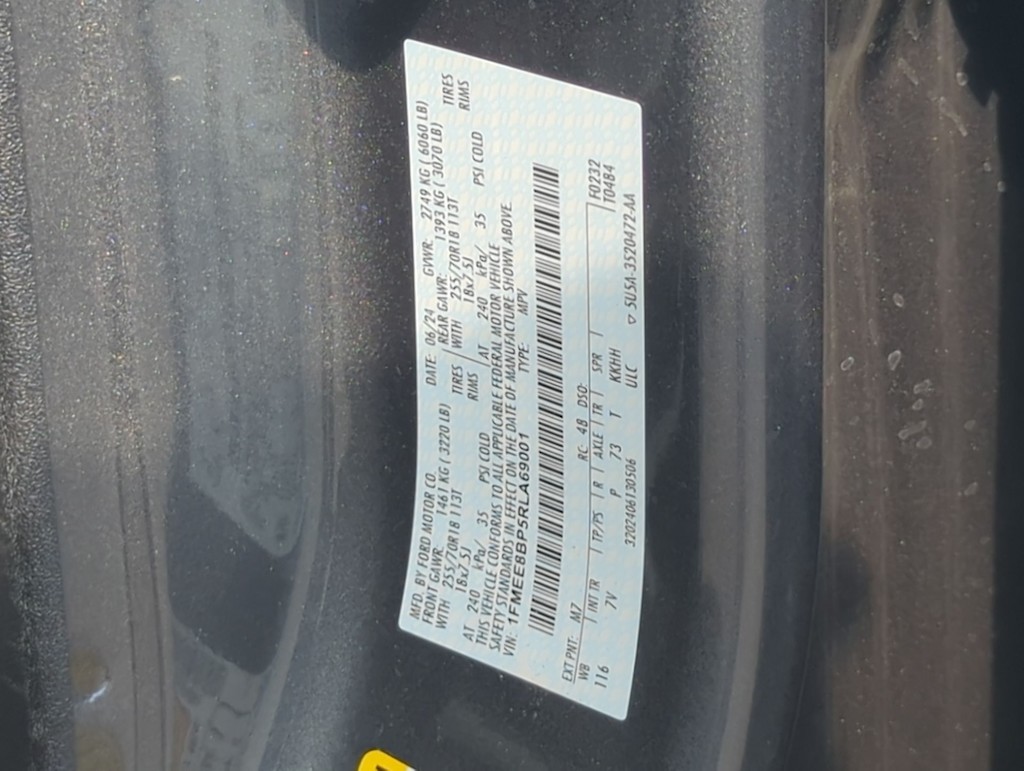 MFD. BY FORD MOTOR CO. DATE: 06/24 GVWR: 2749 KG ( 6060 LB)
FRONT GAWR: 1461 KG ( 3220 LB) REAR GAWR: 1393 KG ( 3070 LB)
WITH 255/70R18 113T TIRES WITH 255/70R18 113T TIRES
18x7.5J RIMS 18x7.5J RIMS
AT 240 kPa/ 35 PSI COLD AT 240 kPa/ 35 PSI COLD
THIS VEHICLE CONFORMS TO ALL APPLICABLE FEDERAL MOTOR VEHICLE
SAFETY STANDARDS IN EFFECT ON THE DATE OF MANUFACTURE SHOWN ABOVE.
VIN: 1FMEE8BP5RLA69001 TYPE: MPV
EXT PNT: M7 RC: 48 DSO: F0232
WB INT TR TP/PS R AXLE TR SPR T04B4
116 7V P 73 T KKHH
3202406130506 ULC ▽ 5U5A-3520472-AA